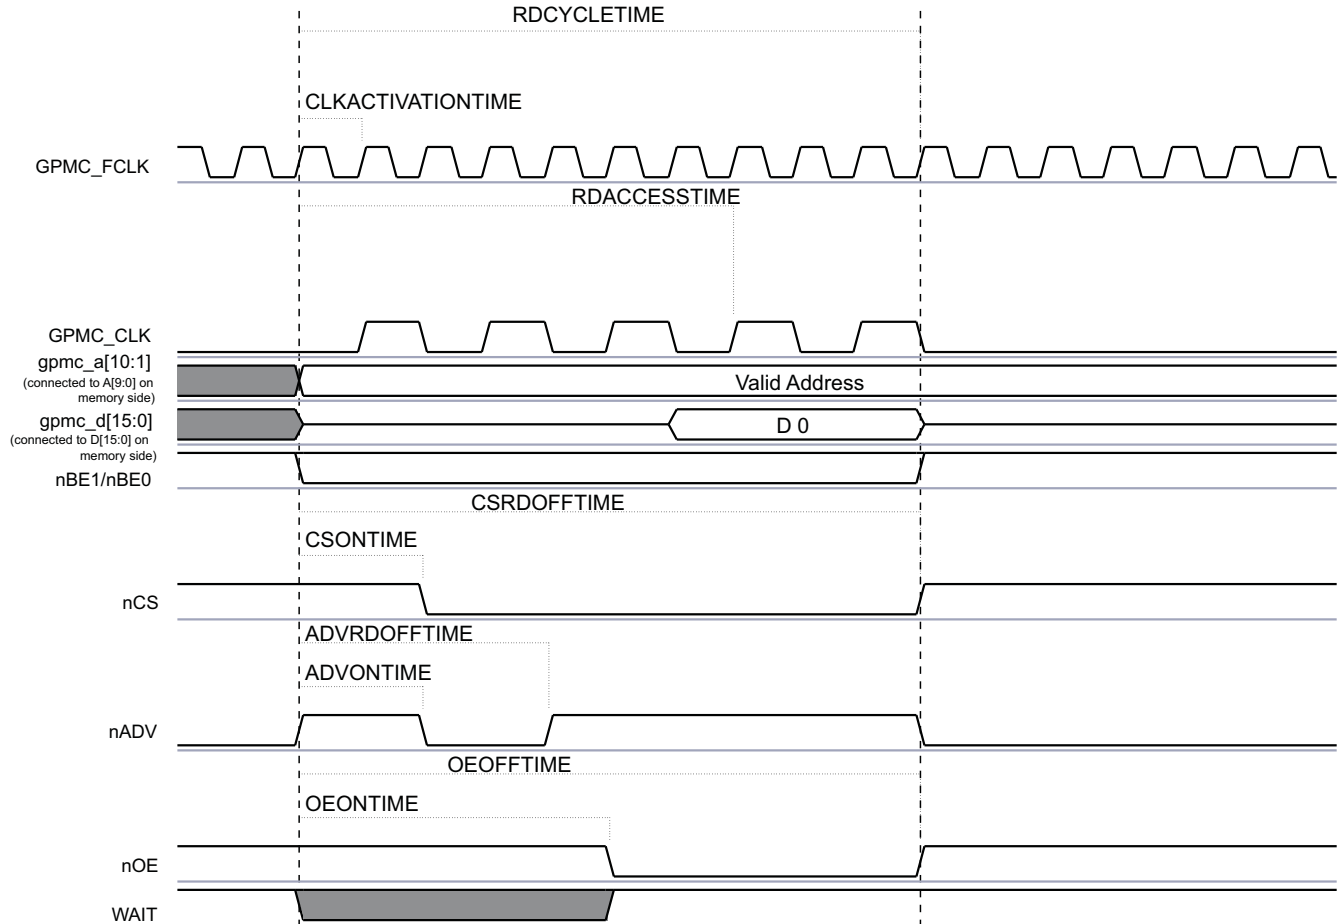 RDCYCLETIME
CLKACTIVATIONTIME
GPMC_FCLK
RDACCESSTIME
GPMC_CLK
gpmc_a[10:1]
(connected to A[9:0] on
memory side)
Valid Address
gpmc_d[15:0]
(connected to D[15:0] on
memory side)
D 0
nBE1/nBE0
CSRDOFFTIME
CSONTIME
nCS
ADVRDOFFTIME
ADVONTIME
nADV
OEOFFTIME
OEONTIME
nOE
WAIT